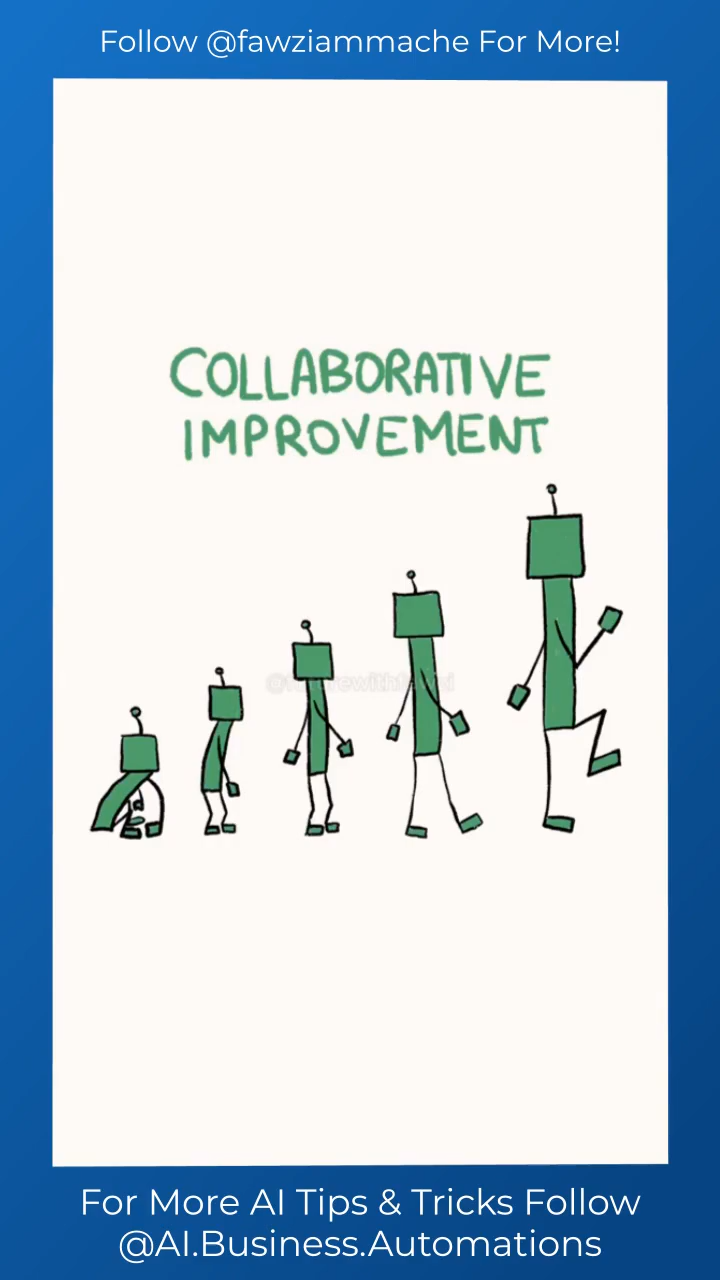 Follow @fawziammache For More!
COLLABORATIVE
IMPROVEMENT
For More AI Tips & Tricks Follow
@AI.Business.Automations